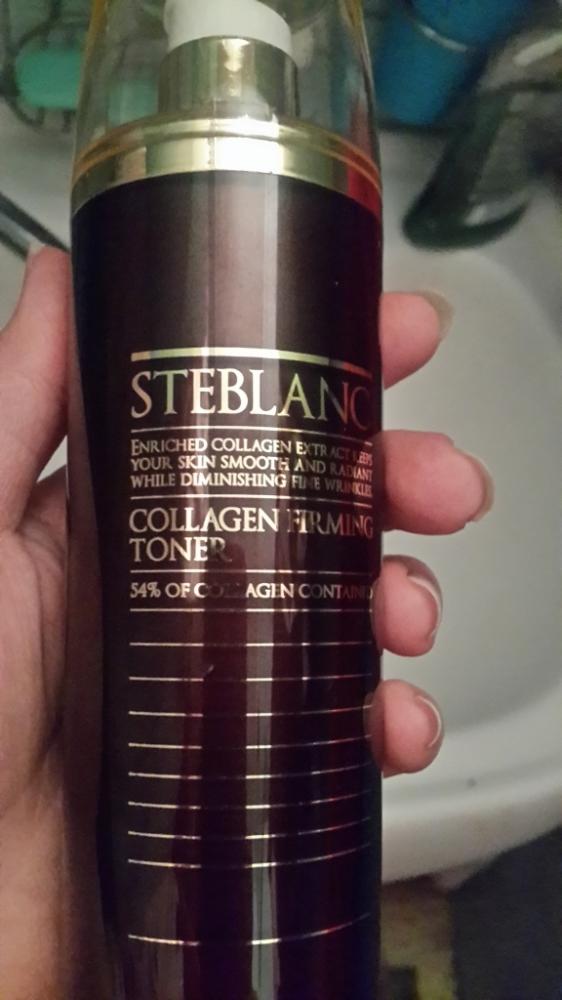 STEBLANC
ENRICHED COLLAGEN EXTRACT KEEPS
YOUR SKIN SMOOTH AND RADIANT
WHILE DIMINISHING FINE WRINKLES
COLLAGEN FIRMING
TONER
54% OF COLLAGEN CONTAINED